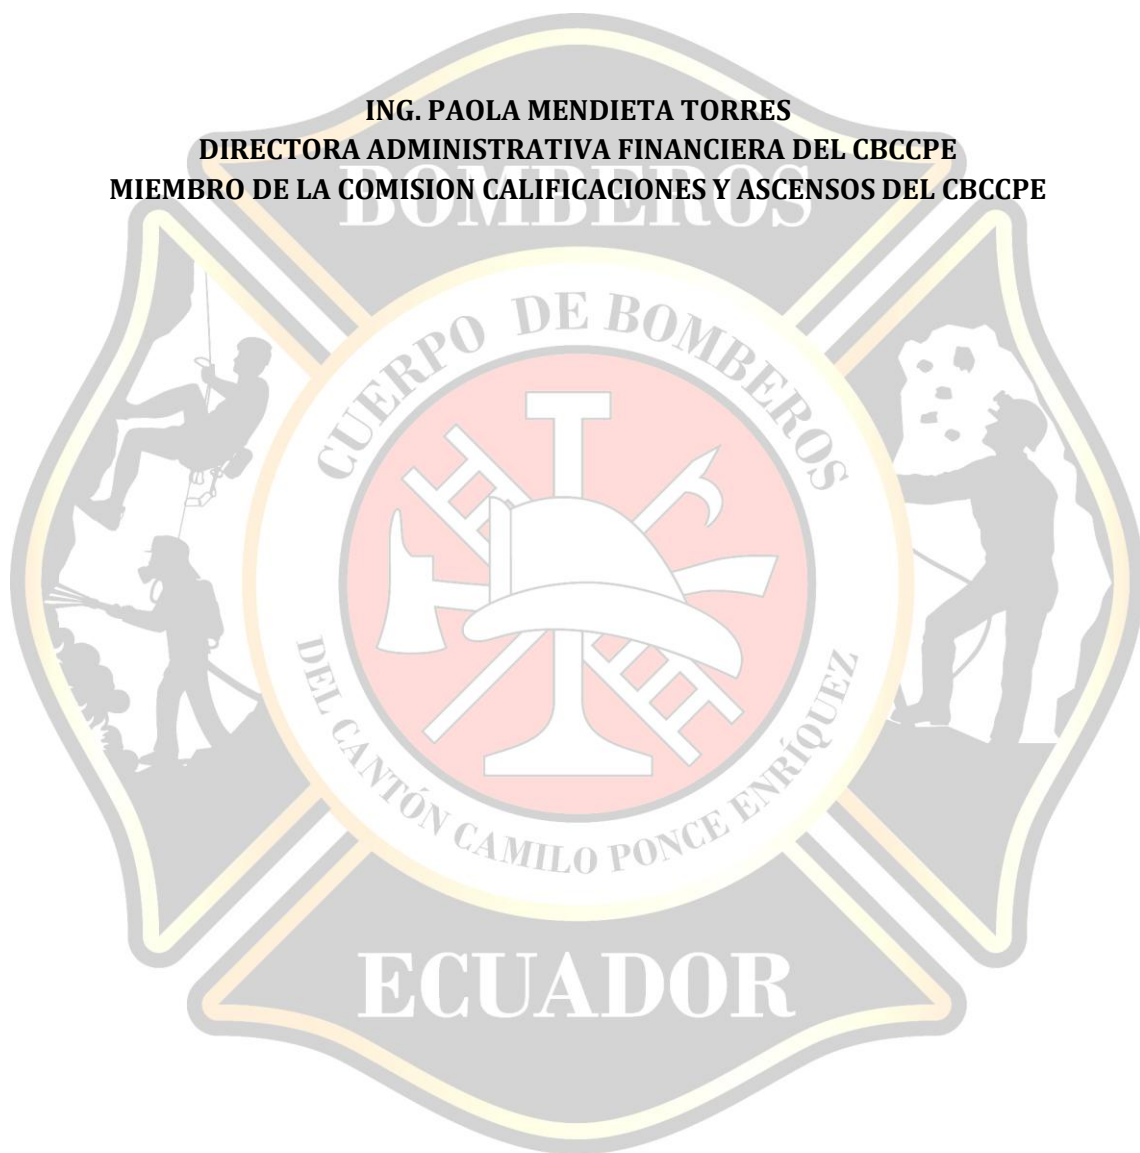 ING. PAOLA MENDIETA TORRES
DIRECTORA ADMINISTRATIVA FINANCIERA DEL CBCCPE
MIEMBRO DE LA COMISION CALIFICACIONES Y ASCENSOS DEL CBCCPE
BOMBEROS
CUERPO DE BOMBEROS
DEL CANTÓN CAMILO PONCE ENRÍQUEZ
ECUADOR